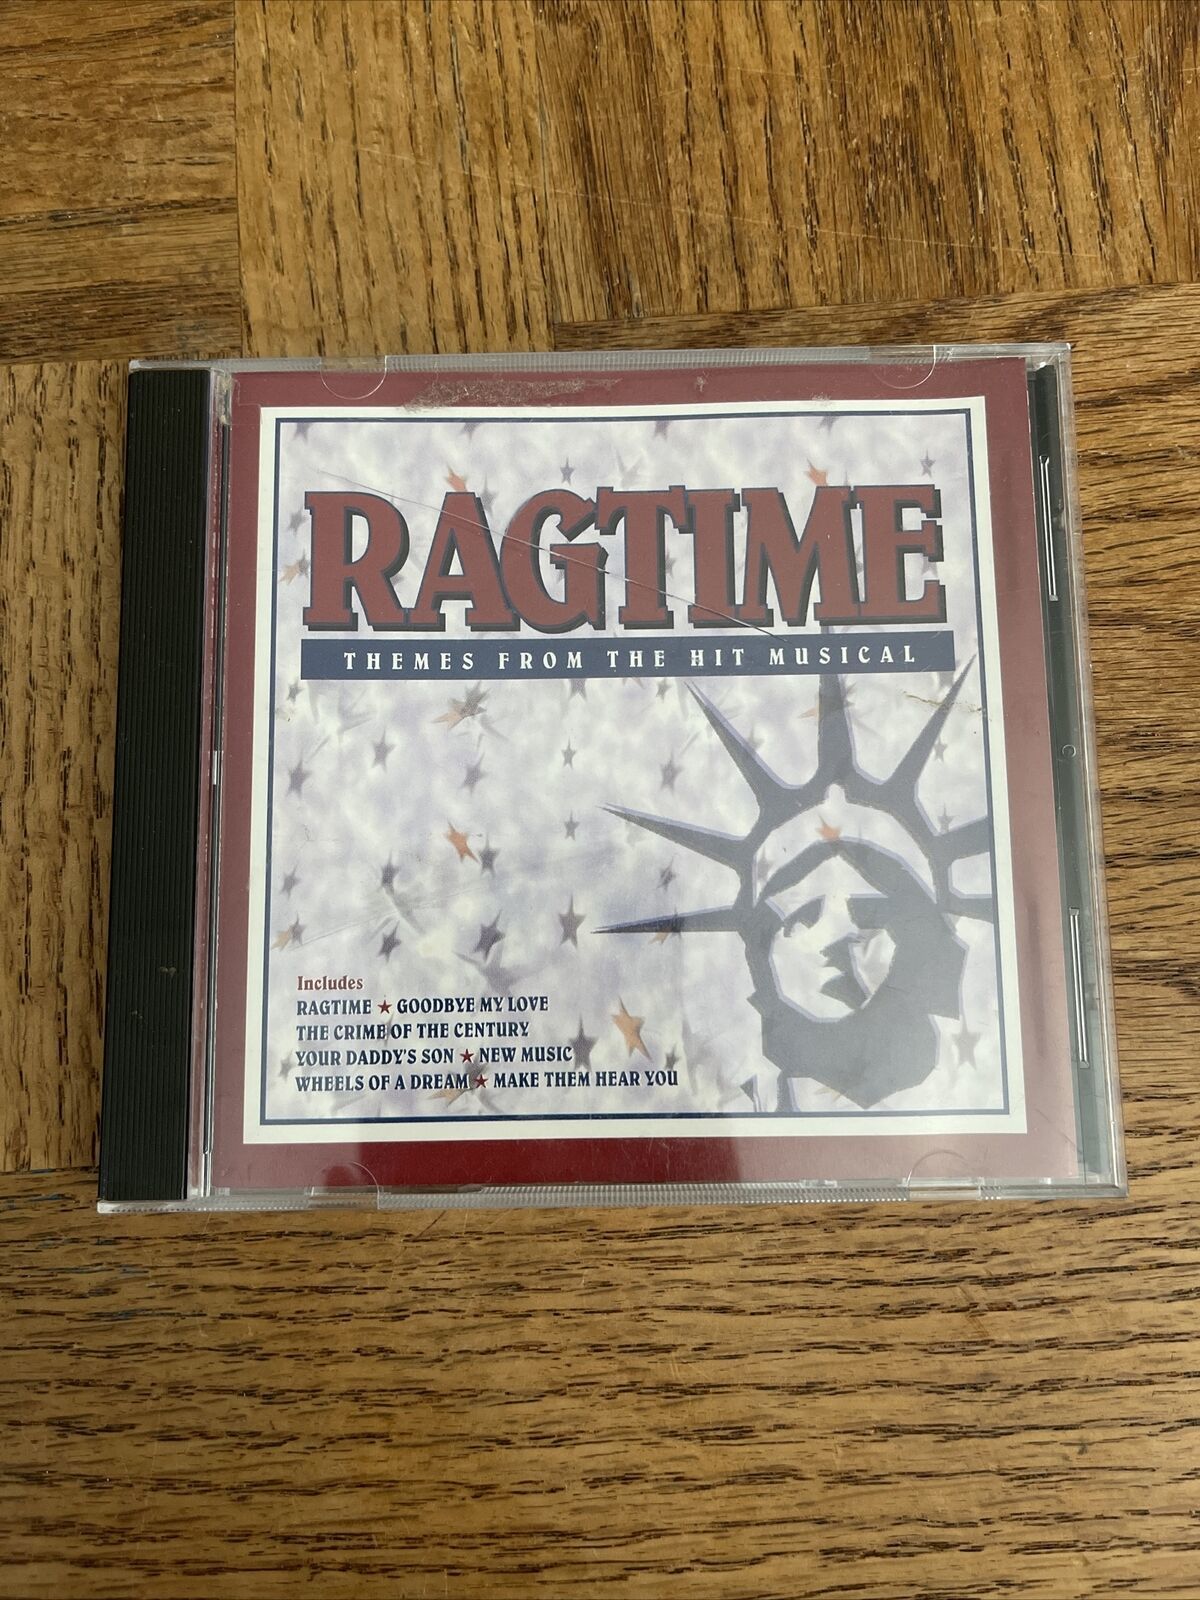 RAGTIME
THEMES FROM THE HIT MUSICAL
Includes
RAGTIME ★ GOODBYE MY LOVE
THE CRIME OF THE CENTURY
YOUR DADDY'S SON ★ NEW MUSIC
WHEELS OF A DREAM ★ MAKE THEM HEAR YOU